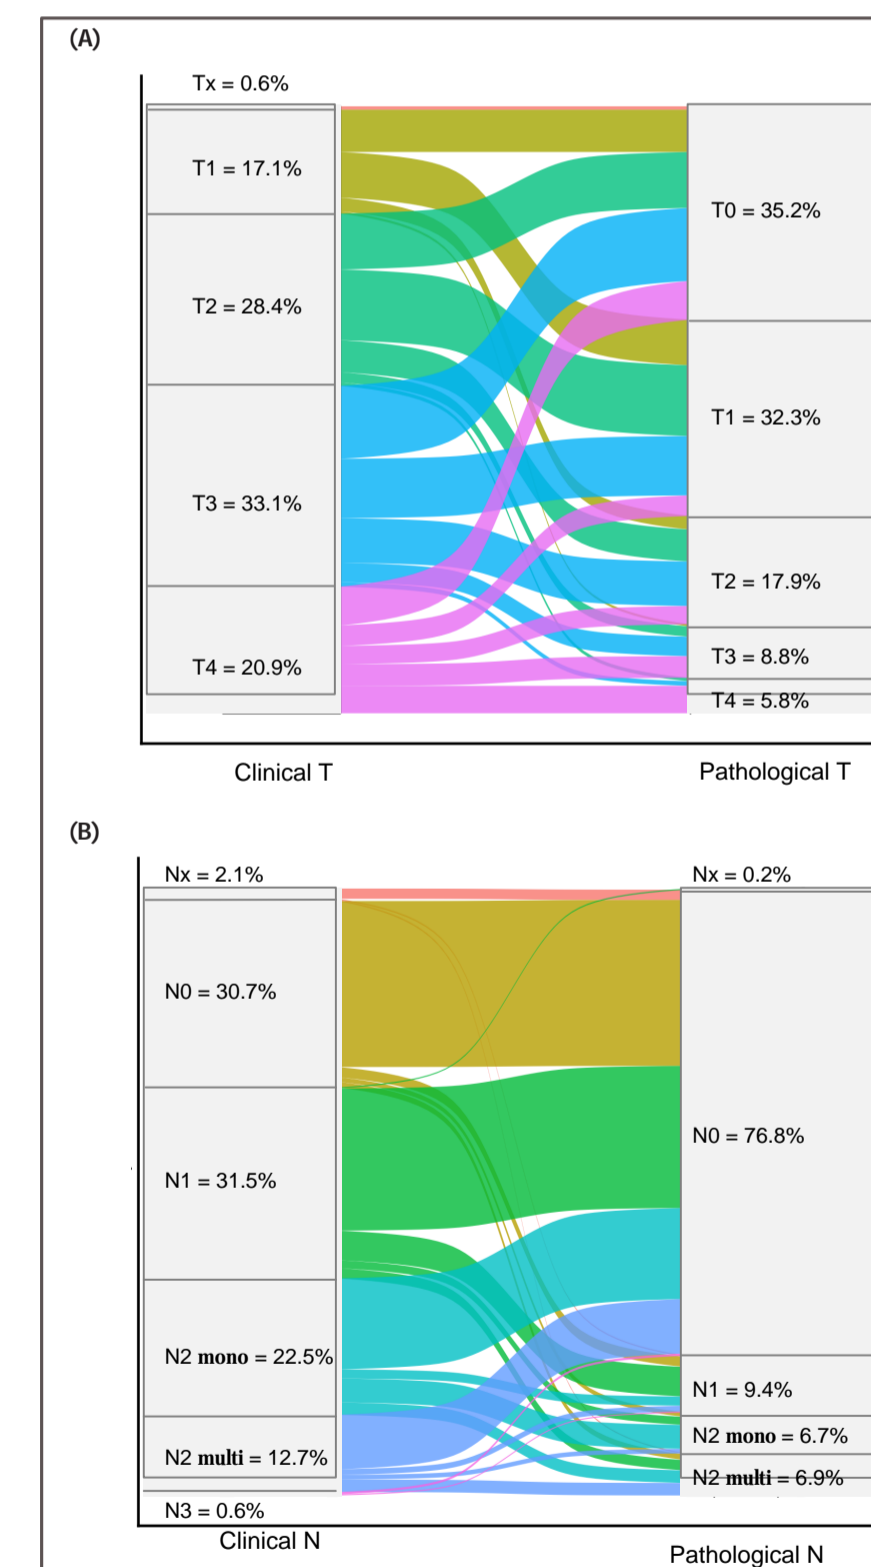 (A)
Tx = 0.6%
T1 = 17.1%
T2 = 28.4%
T3 = 33.1%
T4 = 20.9%
T0 = 35.2%
T1 = 32.3%
T2 = 17.9%
T3 = 8.8%
T4 = 5.8%
Clinical T
Pathological T
(B)
Nx = 2.1%
N0 = 30.7%
N1 = 31.5%
N2 mono = 22.5%
N2 multi = 12.7%
N3 = 0.6%
Nx = 0.2%
N0 = 76.8%
N1 = 9.4%
N2 mono = 6.7%
N2 multi = 6.9%
Clinical N
Pathological N